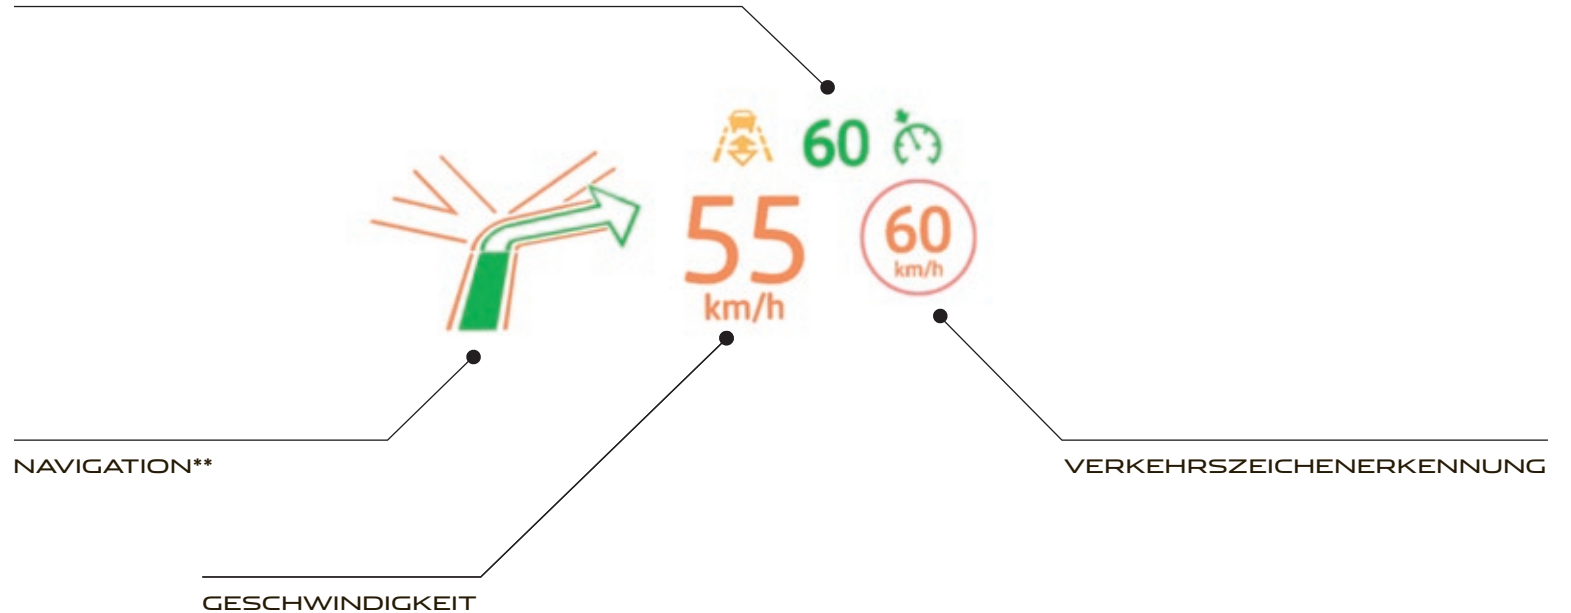 60
55
km/h
60
km/h
NAVIGATION**
VERKEHRSZEICHENERKENNUNG
GESCHWINDIGKEIT